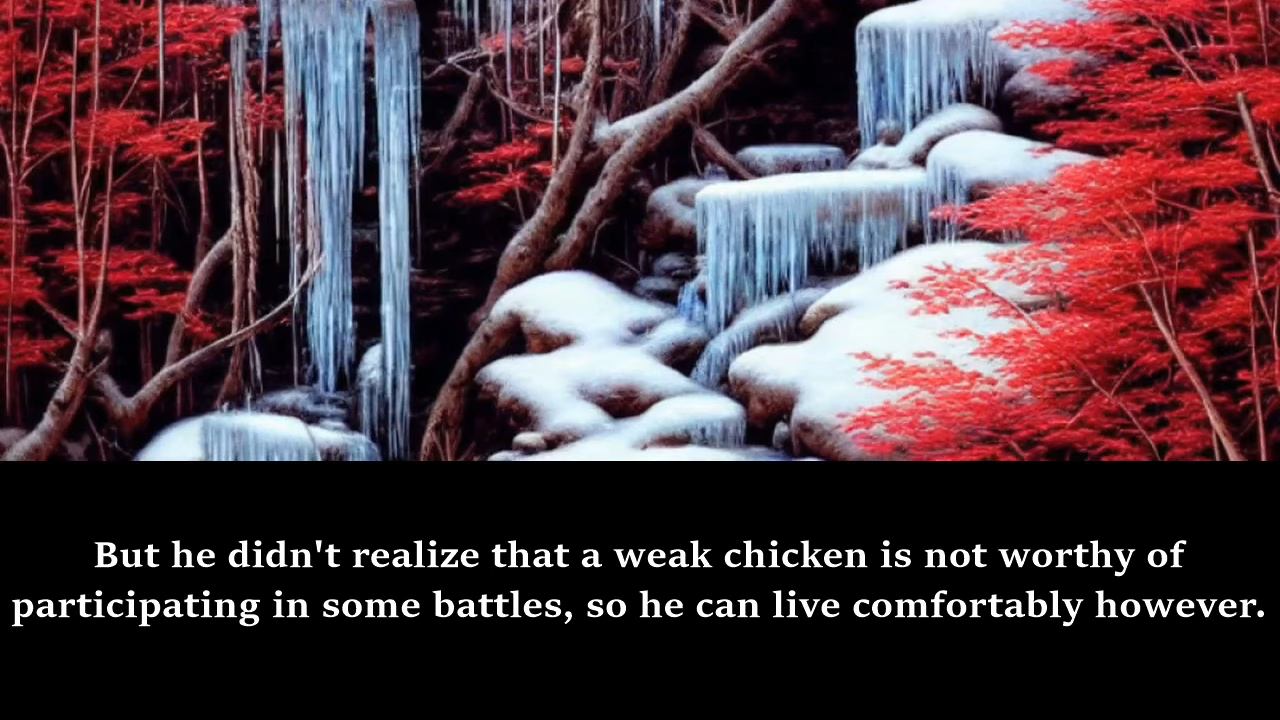 But he didn't realize that a weak chicken is not worthy of
participating in some battles, so he can live comfortably however.